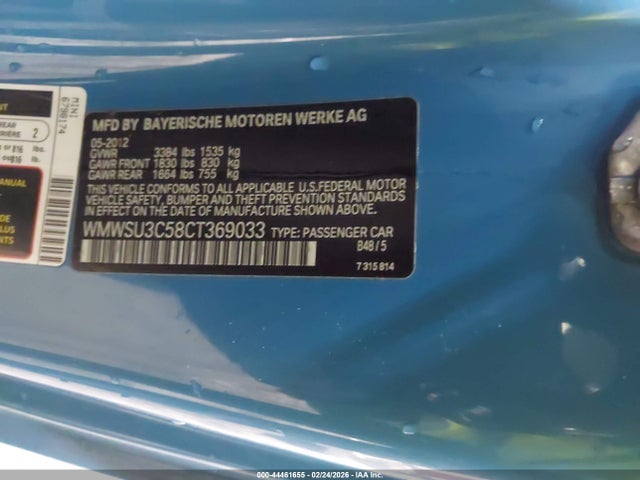 MFD BY BAYERISCHE MOTOREN WERKE AG
05-2012
GVWR 3384 lbs 1535 kg
GAWR FRONT 1830 lbs 830 kg
GAWR REAR 1664 lbs 755 kg
THIS VEHICLE CONFORMS TO ALL APPLICABLE U.S.FEDERAL MOTOR
VEHICLE SAFETY, BUMPER AND THEFT PREVENTION STANDARDS
IN EFFECT ON THE DATE OF MANUFACTURE SHOWN ABOVE.
WMWSU3C58CT369033 TYPE: PASSENGER CAR
B48/5
7 315 814
MINI
6798174
2
lbs.
MANUAL
000-44461655 - 02/24/2026 - IAA Inc.